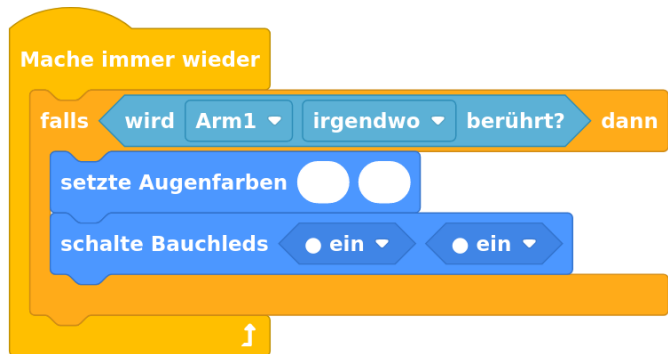 Mache immer wieder
falls wird Arm1 irgendwo berührt? dann
setzte Augenfarben
schalte Bauchleds ein ein